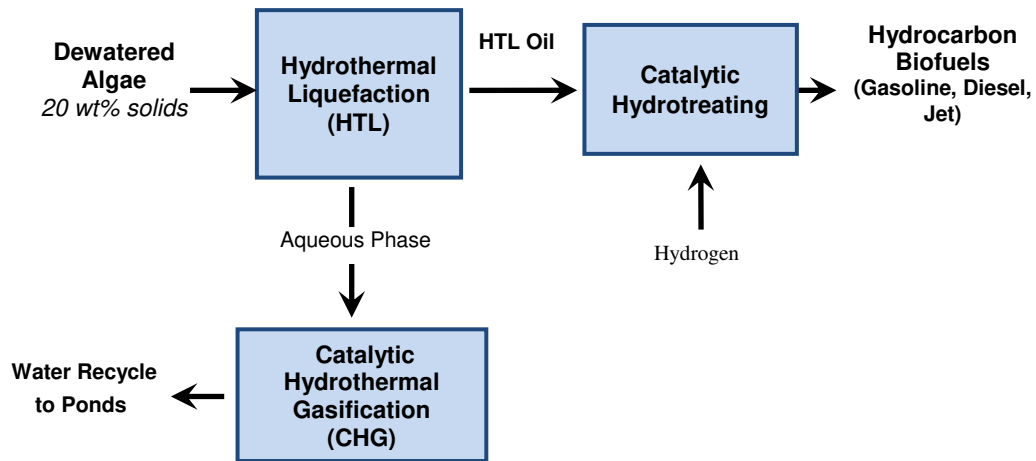 Dewatered
Algae
20 wt% solids
Hydrothermal
Liquefaction
(HTL)
HTL Oil
Catalytic
Hydrotreating
Hydrocarbon
Biofuels
(Gasoline, Diesel,
Jet)
Aqueous Phase
Hydrogen
Water Recycle
to Ponds
Catalytic
Hydrothermal
Gasification
(CHG)